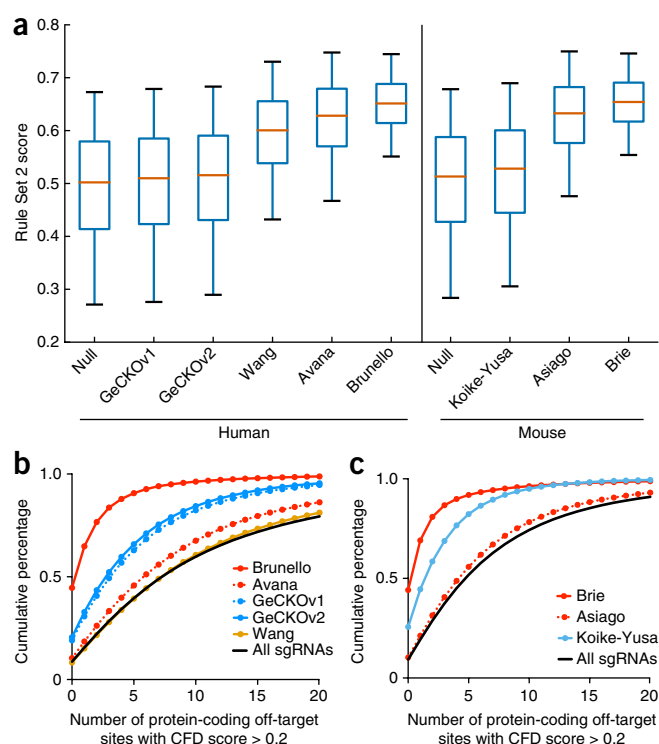 a
Rule Set 2 score
0.8
0.7
0.6
0.5
0.4
0.3
0.2
Null
GeCKOv1
GeCKOv2
Wang
Avana
Brunello
Null
Koike-Yusa
Asiago
Brie
Human
Mouse
b
Cumulative percentage
1.0
0.5
0
Brunello
Avana
GeCKOv1
GeCKOv2
Wang
All sgRNAs
0
5
10
15
20
Number of protein-coding off-target
sites with CFD score > 0.2
c
Cumulative percentage
1.0
0.5
0
Brie
Asiago
Koike-Yusa
All sgRNAs
0
5
10
15
20
Number of protein-coding off-target
sites with CFD score > 0.2